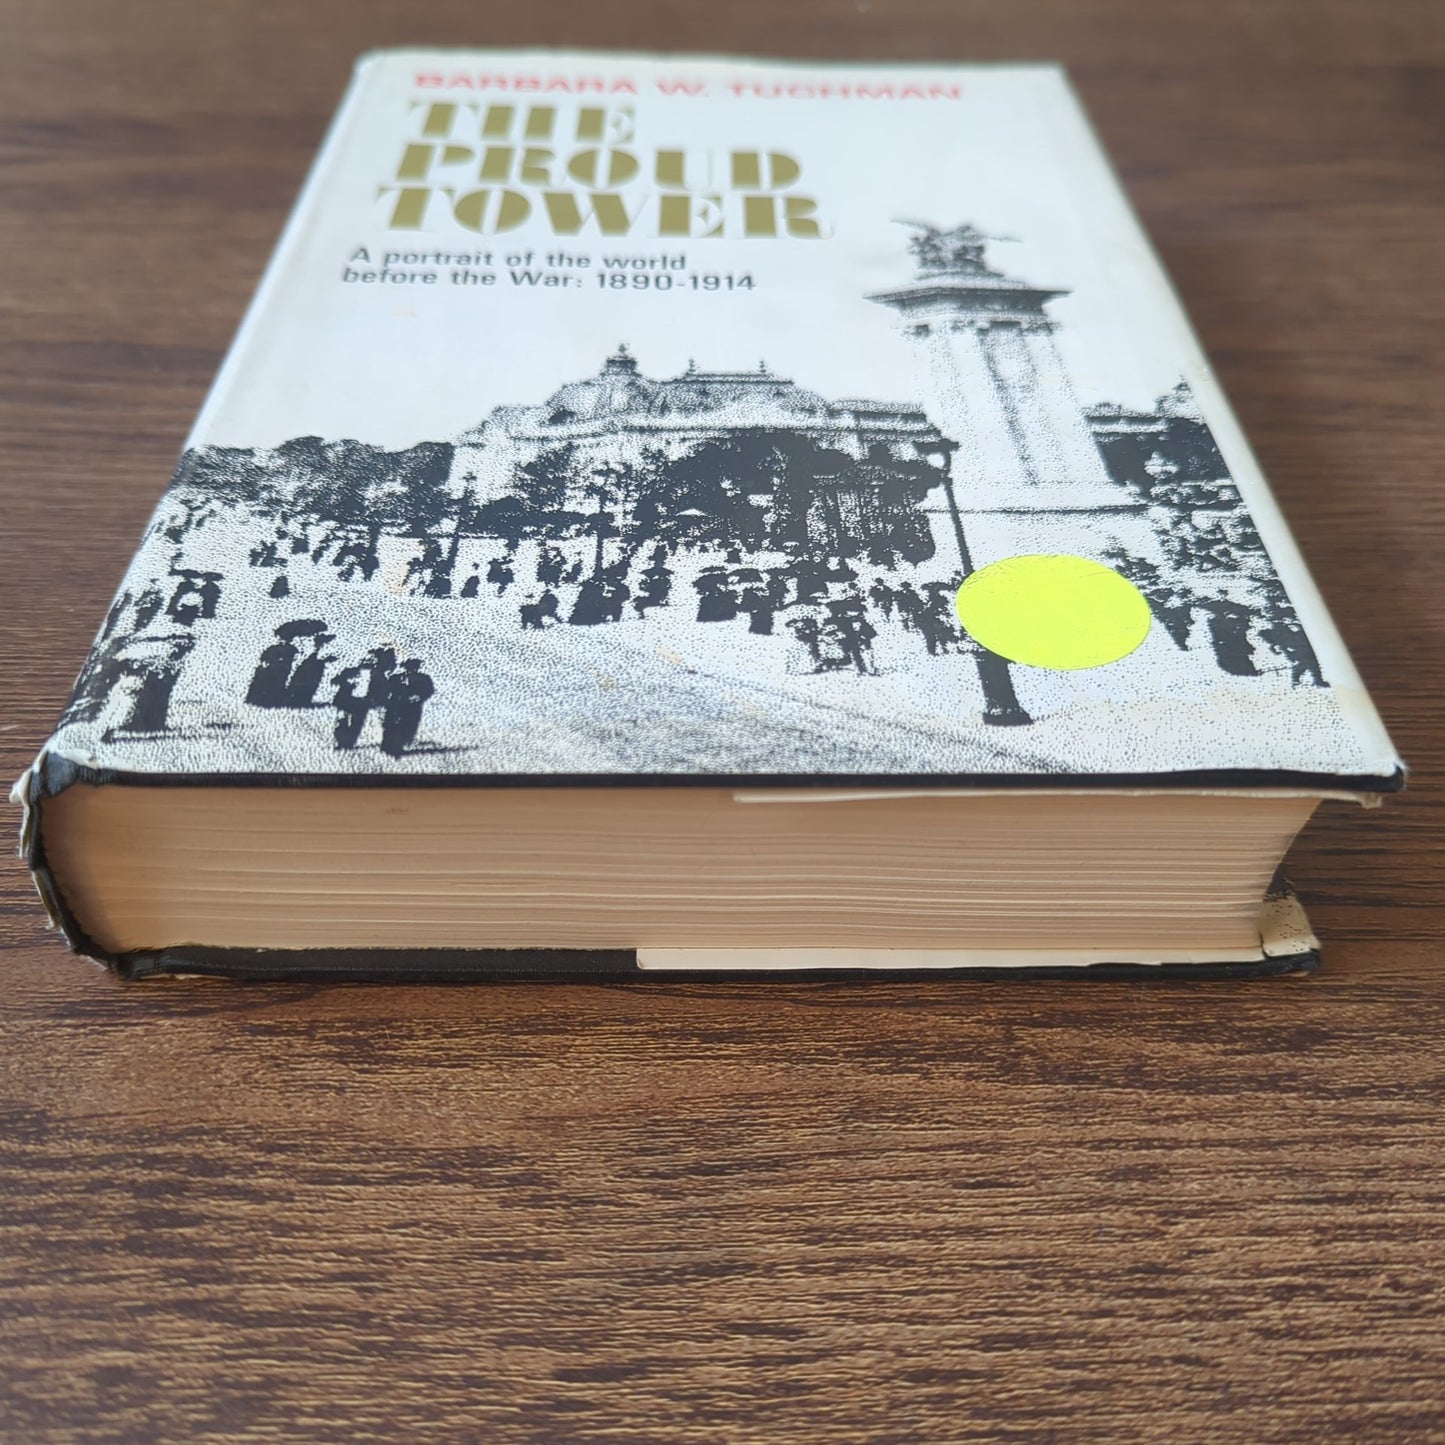 BARBARA W. TUCHMAN
THE
PROUD
TOWER
A portrait of the world
before the War: 1890-1914